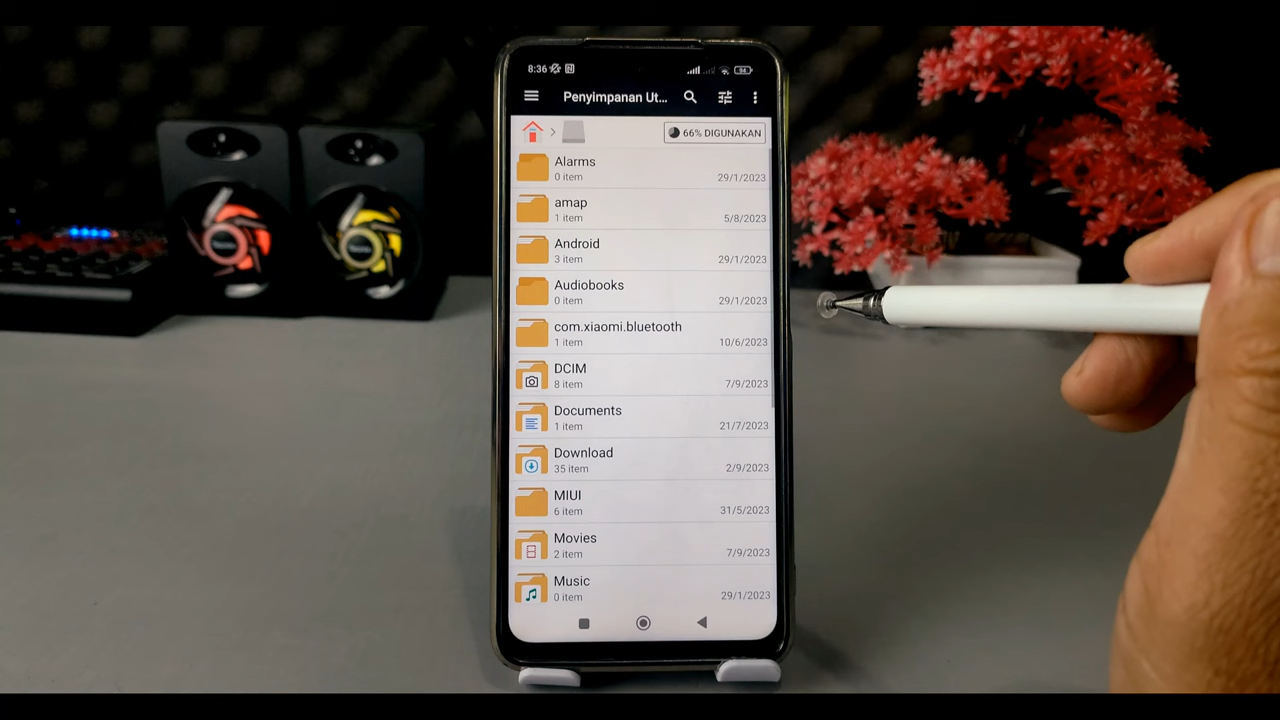 8:36
94
Penyimpanan Ut...
66% DIGUNAKAN
Alarms
0 item 29/1/2023
amap
1 item 5/8/2023
Android
3 item 29/1/2023
Audiobooks
0 item 29/1/2023
com.xiaomi.bluetooth
1 item 10/6/2023
DCIM
8 item 7/9/2023
Documents
1 item 21/7/2023
Download
35 item 2/9/2023
MIUI
6 item 31/5/2023
Movies
2 item 7/9/2023
Music
0 item 29/1/2023